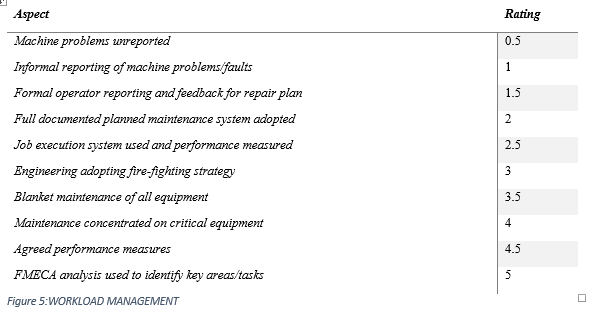 Aspect Rating
Machine problems unreported 0.5
Informal reporting of machine problems/faults 1
Formal operator reporting and feedback for repair plan 1.5
Full documented planned maintenance system adopted 2
Job execution system used and performance measured 2.5
Engineering adopting fire-fighting strategy 3
Blanket maintenance of all equipment 3.5
Maintenance concentrated on critical equipment 4
Agreed performance measures 4.5
FMECA analysis used to identify key areas/tasks 5
Figure 5:WORKLOAD MANAGEMENT